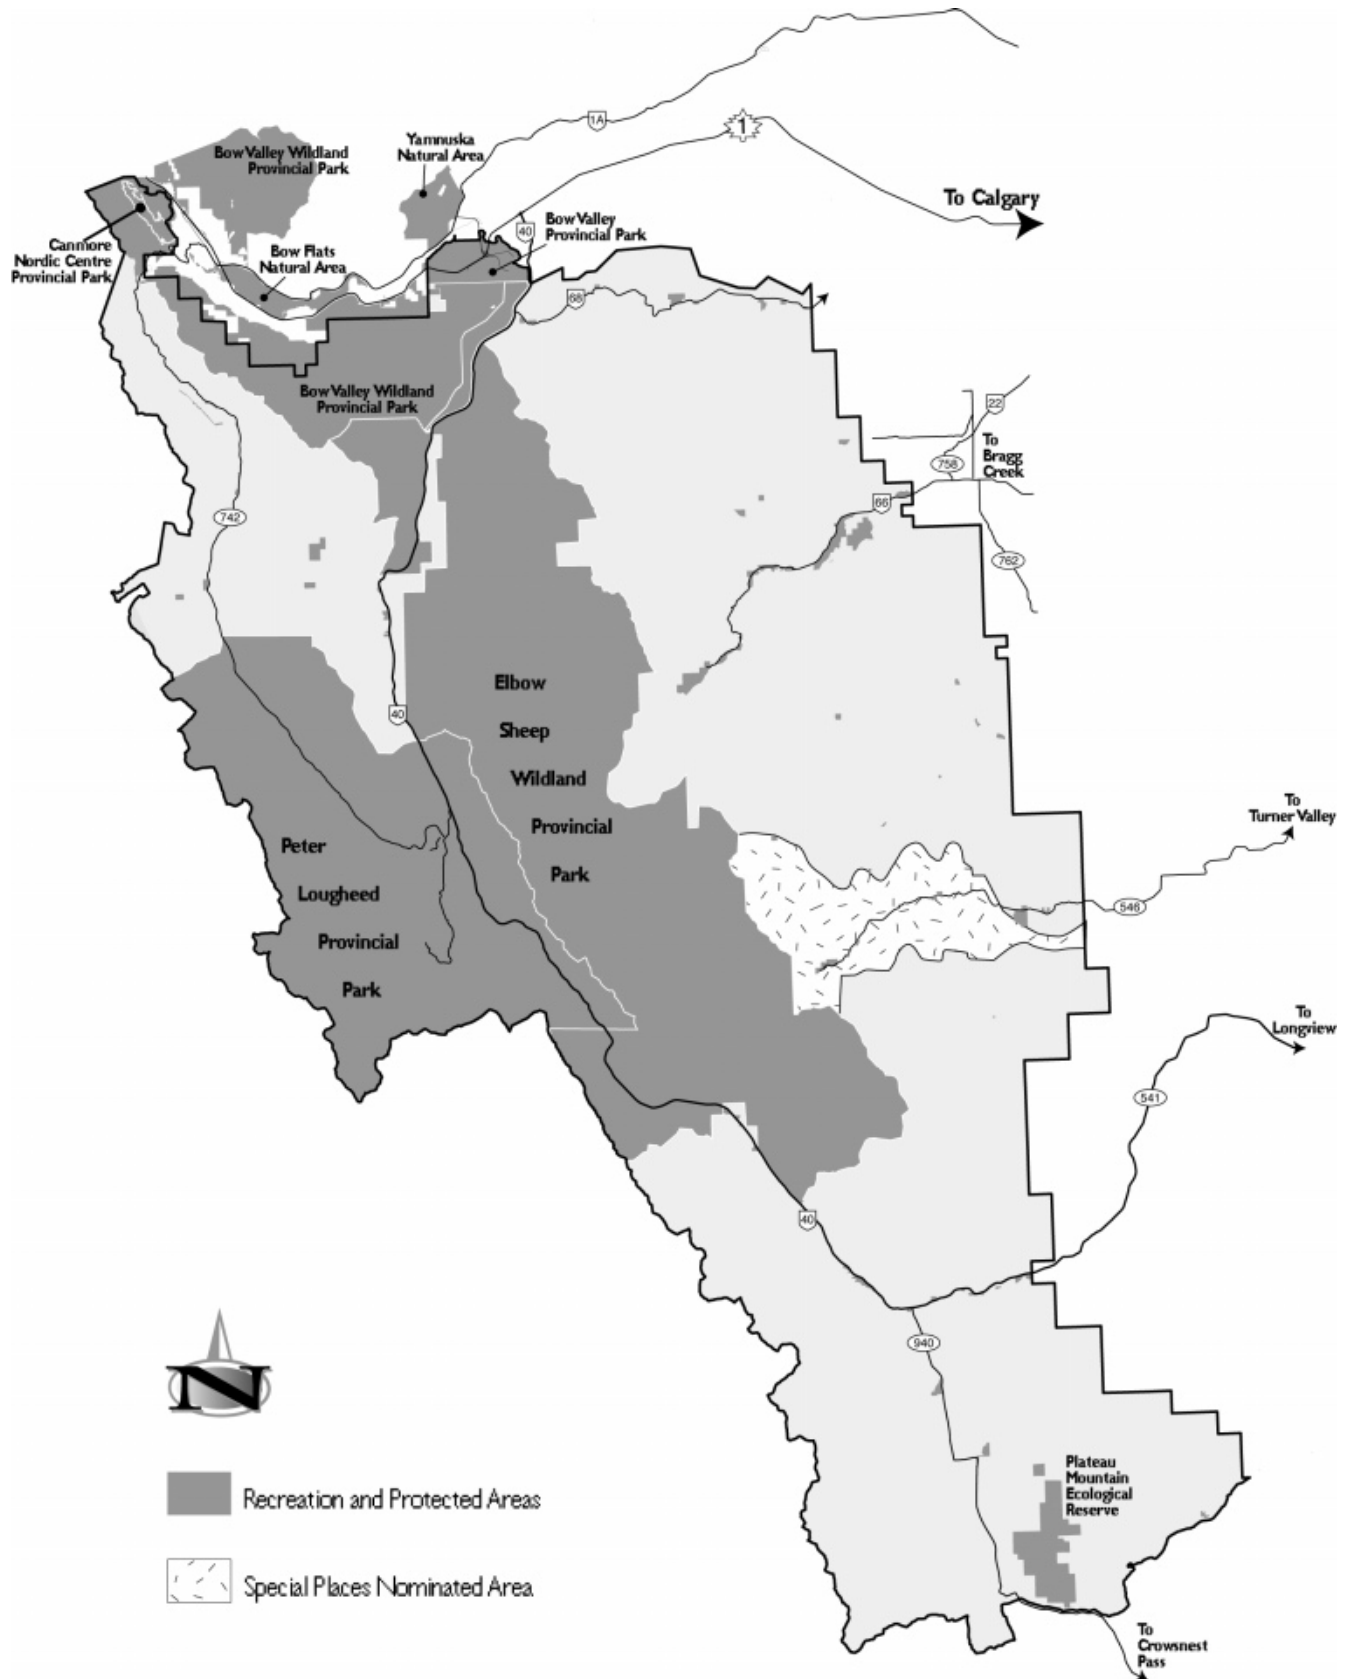 1A
1
Yamnuska
Natural Area
Bow Valley Wildland
Provincial Park
To Calgary
40
Bow Valley
Provincial Park
Canmore
Nordic Centre
Provincial Park
Bow Flats
Natural Area
68
Bow Valley Wildland
Provincial Park
22
To
Bragg
Creek
758
66
742
762
Elbow
Sheep
Wildland
Provincial
Park
40
To
Turner Valley
Peter
Lougheed
Provincial
Park
546
To
Longview
541
40
940
N
Plateau
Mountain
Ecological
Reserve
Recreation and Protected Areas
Special Places Nominated Area
To
Crowsnest
Pass